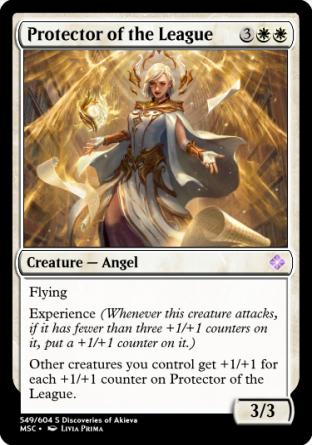 Protector of the League 3
Creature — Angel
Flying
Experience (Whenever this creature attacks,
if it has fewer than three +1/+1 counters on
it, put a +1/+1 counter on it.)
Other creatures you control get +1/+1 for
each +1/+1 counter on Protector of the
League.
3/3
549/604 S Discoveries of Akieva
MSC • Livia Prima